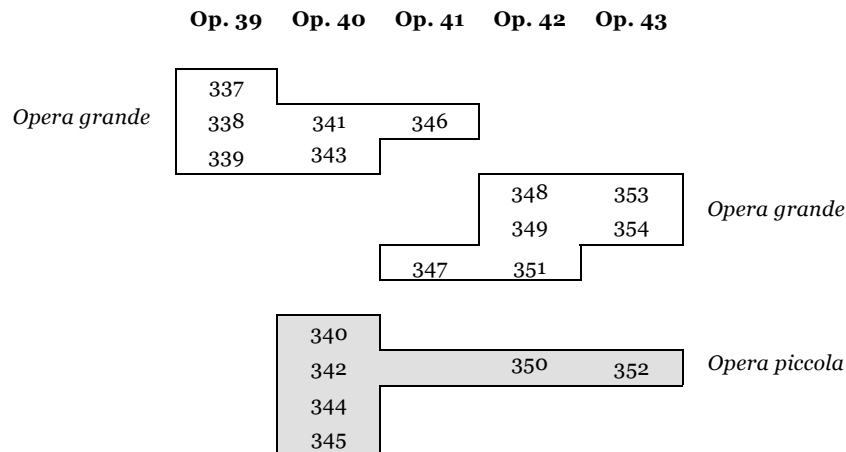 Op. 39 Op. 40 Op. 41 Op. 42 Op. 43
337
Opera grande 338 341 346
339 343
348 353
Opera grande
349 354
347 351
340
342 350 352 Opera piccola
344
345